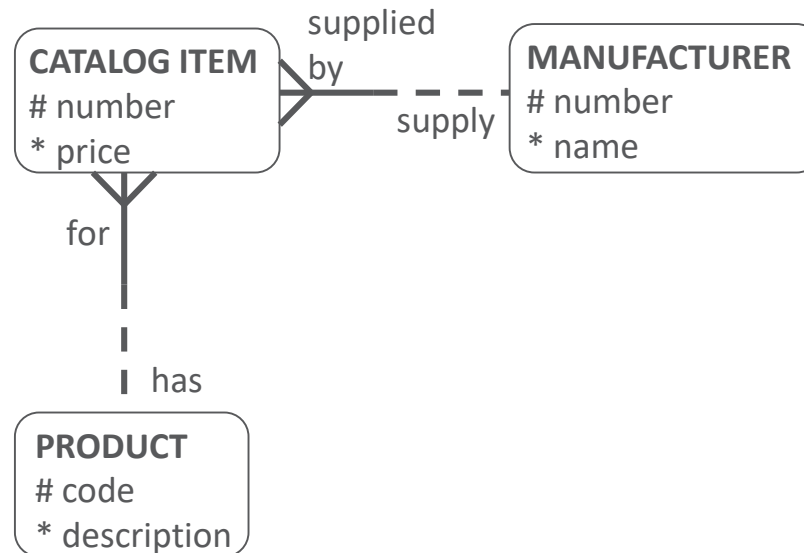 CATALOG ITEM
# number
* price
supplied
by
supply
MANUFACTURER
# number
* name
for
has
PRODUCT
# code
* description